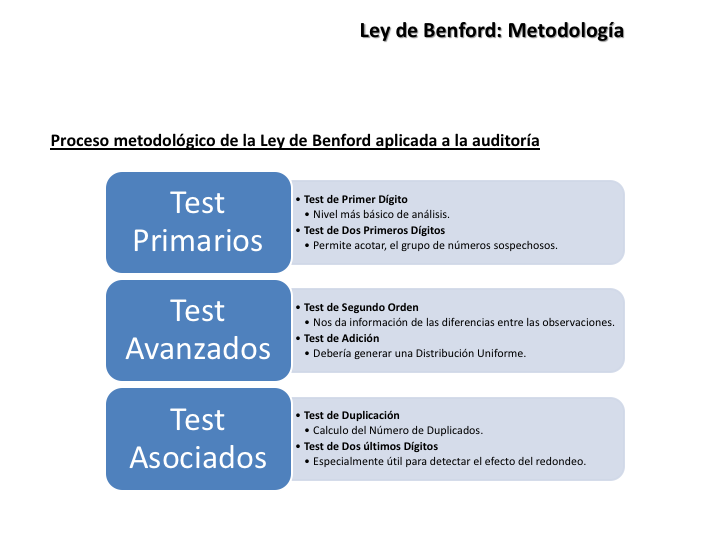 Ley de Benford: Metodología
Proceso metodológico de la Ley de Benford aplicada a la auditoría
Test
Primarios
• Test de Primer Dígito
• Nivel más básico de análisis.
• Test de Dos Primeros Dígitos
• Permite acotar, el grupo de números sospechosos.
Test
Avanzados
• Test de Segundo Orden
• Nos da información de las diferencias entre las observaciones.
• Test de Adición
• Debería generar una Distribución Uniforme.
Test
Asociados
• Test de Duplicación
• Calculo del Número de Duplicados.
• Test de Dos últimos Dígitos
• Especialmente útil para detectar el efecto del redondeo.